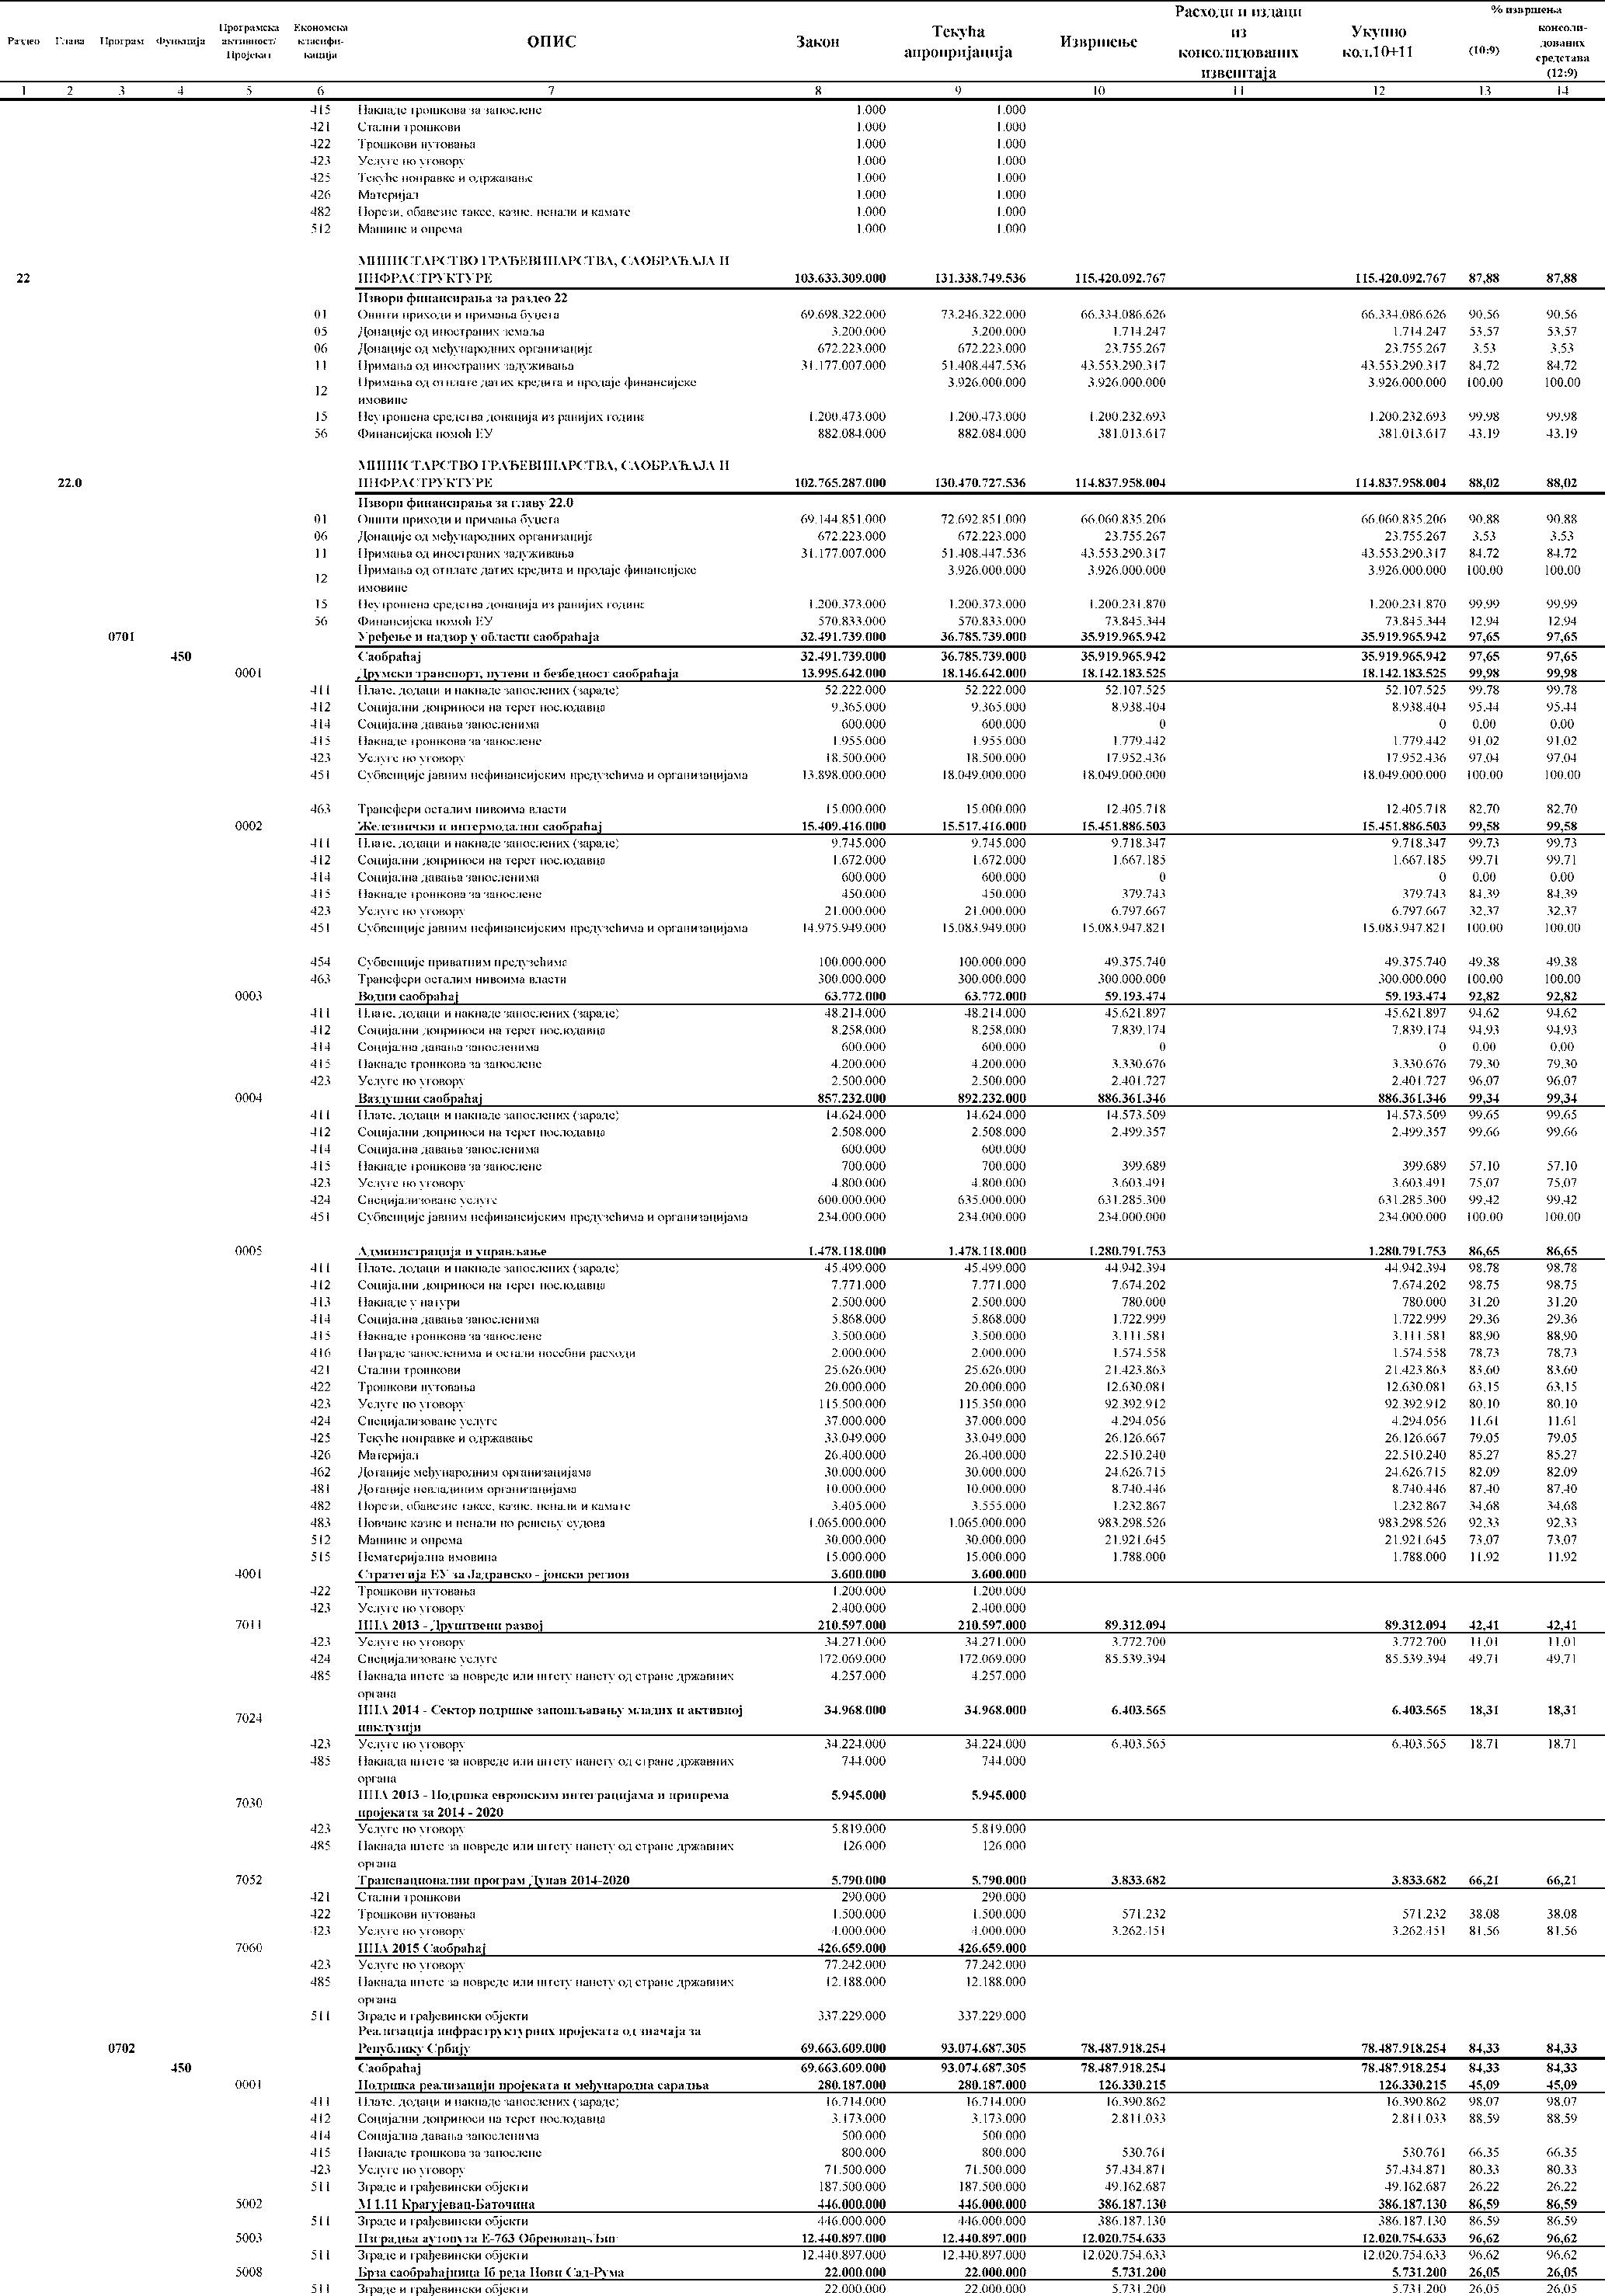 Расходи и издаци % извршења
Раздео Глава Програм Функција Програмска активност/ Пројекат Економска класифи- кација ОПИС Закон Текућа апропријација Извршење из консолидованих извештаја Укупно кол.10+11 (10:9) консоли- дованих средстава (12:9)
1 2 3 4 5 6 7 8 9 10 11 12 13 14
415 Накнаде трошкова за запослене 1.000 1.000
421 Стални трошкови 1.000 1.000
422 Трошкови путовања 1.000 1.000
423 Услуге по уговору 1.000 1.000
425 Текуће поправке и одржавање 1.000 1.000
426 Материјал 1.000 1.000
482 Порези, обавезне таксе, казне, пенали и камате 1.000 1.000
512 Машине и опрема 1.000 1.000
МИНИСТАРСТВО ГРАЂЕВИНАРСТВА, САОБРАЋАЈА И
22 ИНФРАСТРУКТУРЕ 103.633.309.000 131.338.749.536 115.420.092.767 115.420.092.767 87,88 87,88
Извори финансирања за раздео 22
01 Општи приходи и примања буџета 69.698.322.000 73.246.322.000 66.334.086.626 66.334.086.626 90,56 90,56
05 Донације од иностраних земаља 3.200.000 3.200.000 1.714.247 1.714.247 53,57 53,57
06 Донације од међународних организација 672.223.000 672.223.000 23.755.267 23.755.267 3,53 3,53
11 Примања од иностраних задуживања 31.177.007.000 51.408.447.536 43.553.290.317 43.553.290.317 84,72 84,72
12 Примања од отплате датих кредита и продаје финансијске 3.926.000.000 3.926.000.000 3.926.000.000 100,00 100,00
имовине
15 Неутрошена средства донација из ранијих година 1.200.473.000 1.200.473.000 1.200.232.693 1.200.232.693 99,98 99,98
56 Финансијска помоћ ЕУ 882.084.000 882.084.000 381.013.617 381.013.617 43,19 43,19
МИНИСТАРСТВО ГРАЂЕВИНАРСТВА, САОБРАЋАЈА И
22.0 ИНФРАСТРУКТУРЕ 102.765.287.000 130.470.727.536 114.837.958.004 114.837.958.004 88,02 88,02
Извори финансирања за главу 22.0
01 Општи приходи и примања буџета 69.144.851.000 72.692.851.000 66.060.835.206 66.060.835.206 90,88 90,88
06 Донације од међународних организација 672.223.000 672.223.000 23.755.267 23.755.267 3,53 3,53
11 Примања од иностраних задуживања 31.177.007.000 51.408.447.536 43.553.290.317 43.553.290.317 84,72 84,72
12 Примања од отплате датих кредита и продаје финансијске 3.926.000.000 3.926.000.000 3.926.000.000 100,00 100,00
имовине
15 Неутрошена средства донација из ранијих година 1.200.373.000 1.200.373.000 1.200.231.870 1.200.231.870 99,99 99,99
56 Финансијска помоћ ЕУ 570.833.000 570.833.000 73.845.344 73.845.344 12,94 12,94
0701 Уређење и надзор у области саобраћаја 32.491.739.000 36.785.739.000 35.919.965.942 35.919.965.942 97,65 97,65
450 Саобраћај 32.491.739.000 36.785.739.000 35.919.965.942 35.919.965.942 97,65 97,65
0001 Друмски транспорт, путеви и безбедност саобраћаја 13.995.642.000 18.146.642.000 18.142.183.525 18.142.183.525 99,98 99,98
411 Плате, додаци и накнаде запослених (зараде) 52.222.000 52.222.000 52.107.525 52.107.525 99,78 99,78
412 Социјални доприноси на терет послодавца 9.365.000 9.365.000 8.938.404 8.938.404 95,44 95,44
414 Социјална давања запосленима 600.000 600.000 0 0 0,00 0,00
415 Накнаде трошкова за запослене 1.955.000 1.955.000 1.779.442 1.779.442 91,02 91,02
423 Услуге по уговору 18.500.000 18.500.000 17.952.436 17.952.436 97,04 97,04
451 Субвенције јавним нефинансијским предузећима и организацијама 13.898.000.000 18.049.000.000 18.049.000.000 18.049.000.000 100,00 100,00
463 Трансфери осталим нивоима власти 15.000.000 15.000.000 12.405.718 12.405.718 82,70 82,70
0002 Железнички и интермодални саобраћај 15.409.416.000 15.517.416.000 15.451.886.503 15.451.886.503 99,58 99,58
411 Плате, додаци и накнаде запослених (зараде) 9.745.000 9.745.000 9.718.347 9.718.347 99,73 99,73
412 Социјални доприноси на терет послодавца 1.672.000 1.672.000 1.667.185 1.667.185 99,71 99,71
414 Социјална давања запосленима 600.000 600.000 0 0 0,00 0,00
415 Накнаде трошкова за запослене 450.000 450.000 379.743 379.743 84,39 84,39
423 Услуге по уговору 21.000.000 21.000.000 6.797.667 6.797.667 32,37 32,37
451 Субвенције јавним нефинансијским предузећима и организацијама 14.975.949.000 15.083.949.000 15.083.947.821 15.083.947.821 100,00 100,00
454 Субвенције приватним предузећима 100.000.000 100.000.000 49.375.740 49.375.740 49,38 49,38
463 Трансфери осталим нивоима власти 300.000.000 300.000.000 300.000.000 300.000.000 100,00 100,00
0003 Водни саобраћај 63.772.000 63.772.000 59.193.474 59.193.474 92,82 92,82
411 Плате, додаци и накнаде запослених (зараде) 48.214.000 48.214.000 45.621.897 45.621.897 94,62 94,62
412 Социјални доприноси на терет послодавца 8.258.000 8.258.000 7.839.174 7.839.174 94,93 94,93
414 Социјална давања запосленима 600.000 600.000 0 0 0,00 0,00
415 Накнаде трошкова за запослене 4.200.000 4.200.000 3.330.676 3.330.676 79,30 79,30
423 Услуге по уговору 2.500.000 2.500.000 2.401.727 2.401.727 96,07 96,07
0004 Ваздушни саобраћај 857.232.000 892.232.000 886.361.346 886.361.346 99,34 99,34
411 Плате, додаци и накнаде запослених (зараде) 14.624.000 14.624.000 14.573.509 14.573.509 99,65 99,65
412 Социјални доприноси на терет послодавца 2.508.000 2.508.000 2.499.357 2.499.357 99,66 99,66
414 Социјална давања запосленима 600.000 600.000
415 Накнаде трошкова за запослене 700.000 700.000 399.689 399.689 57,10 57,10
423 Услуге по уговору 4.800.000 4.800.000 3.603.491 3.603.491 75,07 75,07
424 Специјализоване услуге 600.000.000 635.000.000 631.285.300 631.285.300 99,42 99,42
451 Субвенције јавним нефинансијским предузећима и организацијама 234.000.000 234.000.000 234.000.000 234.000.000 100,00 100,00
0005 Администрација и управљање 1.478.118.000 1.478.118.000 1.280.791.753 1.280.791.753 86,65 86,65
411 Плате, додаци и накнаде запослених (зараде) 45.499.000 45.499.000 44.942.394 44.942.394 98,78 98,78
412 Социјални доприноси на терет послодавца 7.771.000 7.771.000 7.674.202 7.674.202 98,75 98,75
413 Накнаде у натури 2.500.000 2.500.000 780.000 780.000 31,20 31,20
414 Социјална давања запосленима 5.868.000 5.868.000 1.722.999 1.722.999 29,36 29,36
415 Накнаде трошкова за запослене 3.500.000 3.500.000 3.111.581 3.111.581 88,90 88,90
416 Награде запосленима и остали посебни расходи 2.000.000 2.000.000 1.574.558 1.574.558 78,73 78,73
421 Стални трошкови 25.626.000 25.626.000 21.423.863 21.423.863 83,60 83,60
422 Трошкови путовања 20.000.000 20.000.000 12.630.081 12.630.081 63,15 63,15
423 Услуге по уговору 115.500.000 115.350.000 92.392.912 92.392.912 80,10 80,10
424 Специјализоване услуге 37.000.000 37.000.000 4.294.056 4.294.056 11,61 11,61
425 Текуће поправке и одржавање 33.049.000 33.049.000 26.126.667 26.126.667 79,05 79,05
426 Материјал 26.400.000 26.400.000 22.510.240 22.510.240 85,27 85,27
462 Дотације међународним организацијама 30.000.000 30.000.000 24.626.715 24.626.715 82,09 82,09
481 Дотације невладиним организацијама 10.000.000 10.000.000 8.740.446 8.740.446 87,40 87,40
482 Порези, обавезне таксе, казне, пенали и камате 3.405.000 3.555.000 1.232.867 1.232.867 34,68 34,68
483 Новчане казне и пенали по решењу судова 1.065.000.000 1.065.000.000 983.298.526 983.298.526 92,33 92,33
512 Машине и опрема 30.000.000 30.000.000 21.921.645 21.921.645 73,07 73,07
515 Нематеријална имовина 15.000.000 15.000.000 1.788.000 1.788.000 11,92 11,92
4001 Стратегија ЕУ за Јадранско - јонски регион 3.600.000 3.600.000
422 Трошкови путовања 1.200.000 1.200.000
423 Услуге по уговору 2.400.000 2.400.000
7011 ИПА 2013 - Друштвени развој 210.597.000 210.597.000 89.312.094 89.312.094 42,41 42,41
423 Услуге по уговору 34.271.000 34.271.000 3.772.700 3.772.700 11,01 11,01
424 Специјализоване услуге 172.069.000 172.069.000 85.539.394 85.539.394 49,71 49,71
485 Накнада штете за повреде или штету нанету од стране државних 4.257.000 4.257.000
органа
7024 ИПА 2014 - Сектор подршке запошљавању младих и активној 34.968.000 34.968.000 6.403.565 6.403.565 18,31 18,31
инклузији
423 Услуге по уговору 34.224.000 34.224.000 6.403.565 6.403.565 18,71 18,71
485 Накнада штете за повреде или штету нанету од стране државних 744.000 744.000
органа
7030 ИПА 2013 - Подршка европским интеграцијама и припрема 5.945.000 5.945.000
пројеката за 2014 - 2020
423 Услуге по уговору 5.819.000 5.819.000
485 Накнада штете за повреде или штету нанету од стране државних 126.000 126.000
органа
7052 Транснационални програм Дунав 2014-2020 5.790.000 5.790.000 3.833.682 3.833.682 66,21 66,21
421 Стални трошкови 290.000 290.000
422 Трошкови путовања 1.500.000 1.500.000 571.232 571.232 38,08 38,08
423 Услуге по уговору 4.000.000 4.000.000 3.262.451 3.262.451 81,56 81,56
7060 ИПА 2015 Саобраћај 426.659.000 426.659.000
423 Услуге по уговору 77.242.000 77.242.000
485 Накнада штете за повреде или штету нанету од стране државних 12.188.000 12.188.000
органа
511 Зграде и грађевински објекти 337.229.000 337.229.000
Реализација инфраструктурних пројеката од значаја за
0702 Републику Србију 69.663.609.000 93.074.687.305 78.487.918.254 78.487.918.254 84,33 84,33
450 Саобраћај 69.663.609.000 93.074.687.305 78.487.918.254 78.487.918.254 84,33 84,33
0001 Подршка реализацији пројеката и међународна сарадња 280.187.000 280.187.000 126.330.215 126.330.215 45,09 45,09
411 Плате, додаци и накнаде запослених (зараде) 16.714.000 16.714.000 16.390.862 16.390.862 98,07 98,07
412 Социјални доприноси на терет послодавца 3.173.000 3.173.000 2.811.033 2.811.033 88,59 88,59
414 Социјална давања запосленима 500.000 500.000
415 Накнаде трошкова за запослене 800.000 800.000 530.761 530.761 66,35 66,35
423 Услуге по уговору 71.500.000 71.500.000 57.434.871 57.434.871 80,33 80,33
511 Зграде и грађевински објекти 187.500.000 187.500.000 49.162.687 49.162.687 26,22 26,22
5002 М 1.11 Крагујевац-Баточина 446.000.000 446.000.000 386.187.130 386.187.130 86,59 86,59
511 Зграде и грађевински објекти 446.000.000 446.000.000 386.187.130 386.187.130 86,59 86,59
5003 Изградња аутопута Е-763 Обреновац-Љиг 12.440.897.000 12.440.897.000 12.020.754.633 12.020.754.633 96,62 96,62
511 Зграде и грађевински објекти 12.440.897.000 12.440.897.000 12.020.754.633 12.020.754.633 96,62 96,62
5008 Брза саобраћајница Iб реда Нови Сад-Рума 22.000.000 22.000.000 5.731.200 5.731.200 26,05 26,05
511 Зграде и грађевински објекти 22.000.000 22.000.000 5.731.200 5.731.200 26,05 26,05